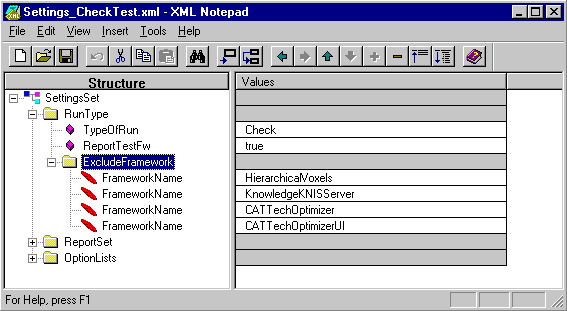 Settings_CheckTest.xml - XML Notepad
File Edit View Insert Tools Help
Structure Values
SettingsSet
RunType
TypeOfRun Check
ReportTestFw true
ExcludeFramework
FrameworkName HierarchicalVoxels
FrameworkName KnowledgeKNISServer
FrameworkName CATTechOptimizer
FrameworkName CATTechOptimizerUI
ReportSet
OptionLists
For Help, press F1